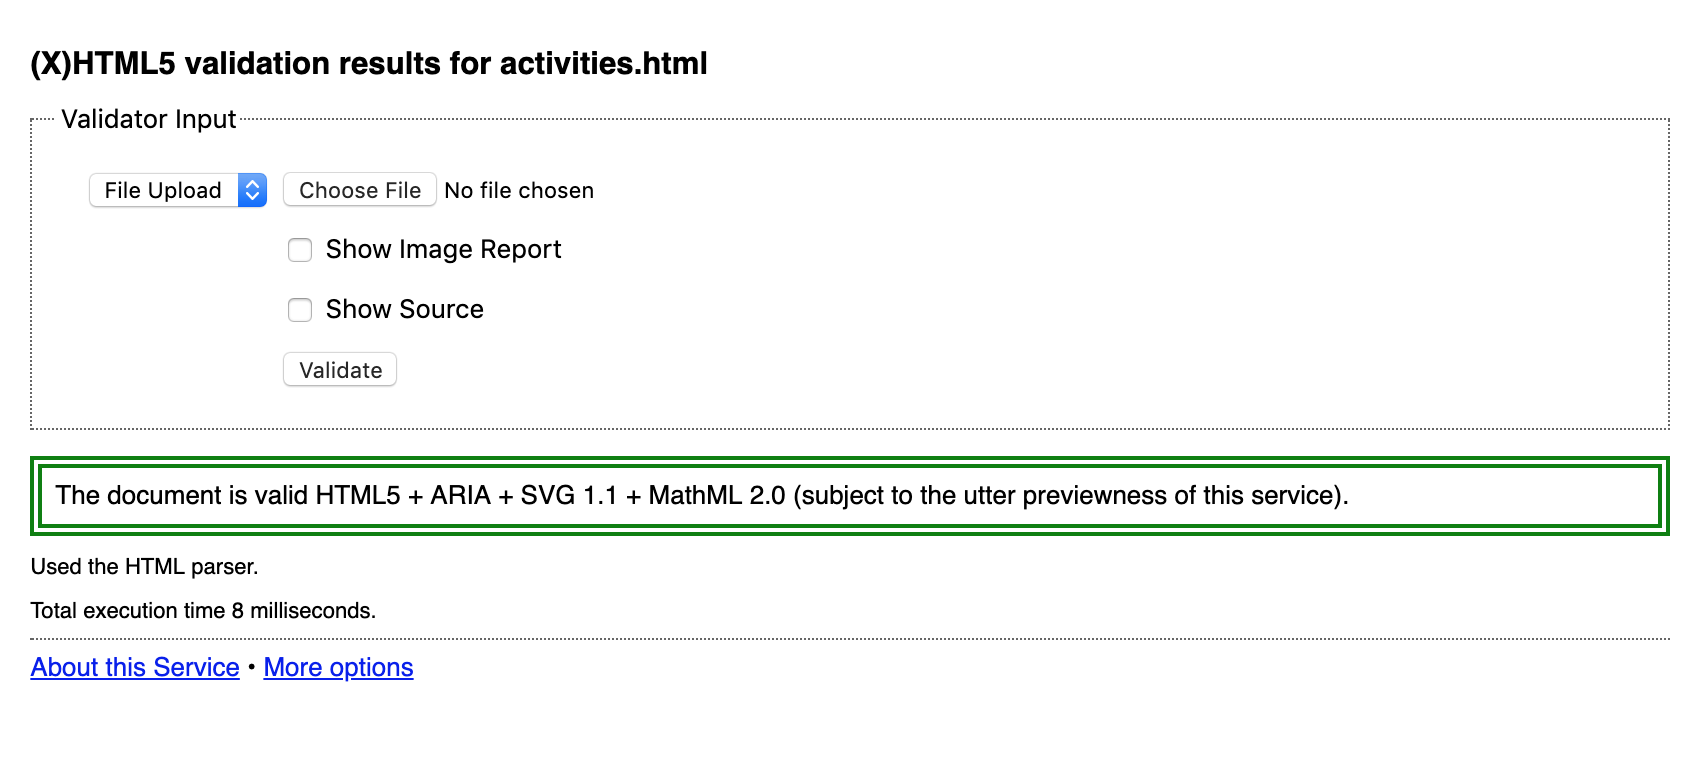 (X)HTML5 validation results for activities.html
Validator Input
File Upload Choose File No file chosen
Show Image Report
Show Source
Validate
The document is valid HTML5 + ARIA + SVG 1.1 + MathML 2.0 (subject to the utter previewness of this service).
Used the HTML parser.
Total execution time 8 milliseconds.
About this Service • More options